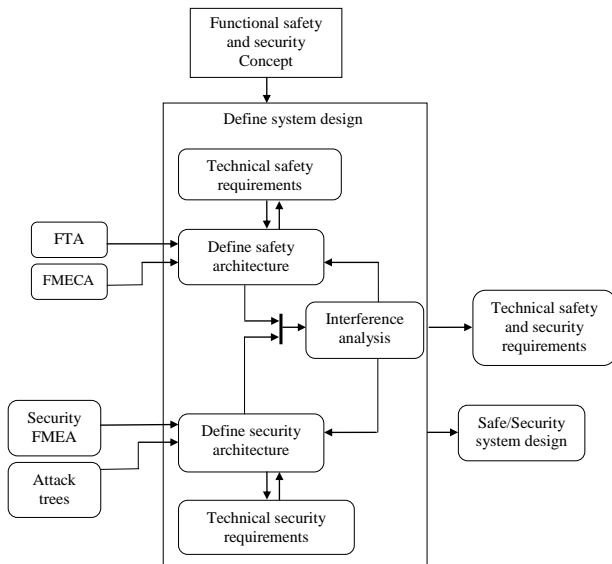 Functional safety
and security
Concept
Define system design
Technical safety
requirements
FTA
Define safety
architecture
FMECA
Interference
analysis
Technical safety
and security
requirements
Security
FMEA
Define security
architecture
Safe/Security
system design
Attack
trees
Technical security
requirements